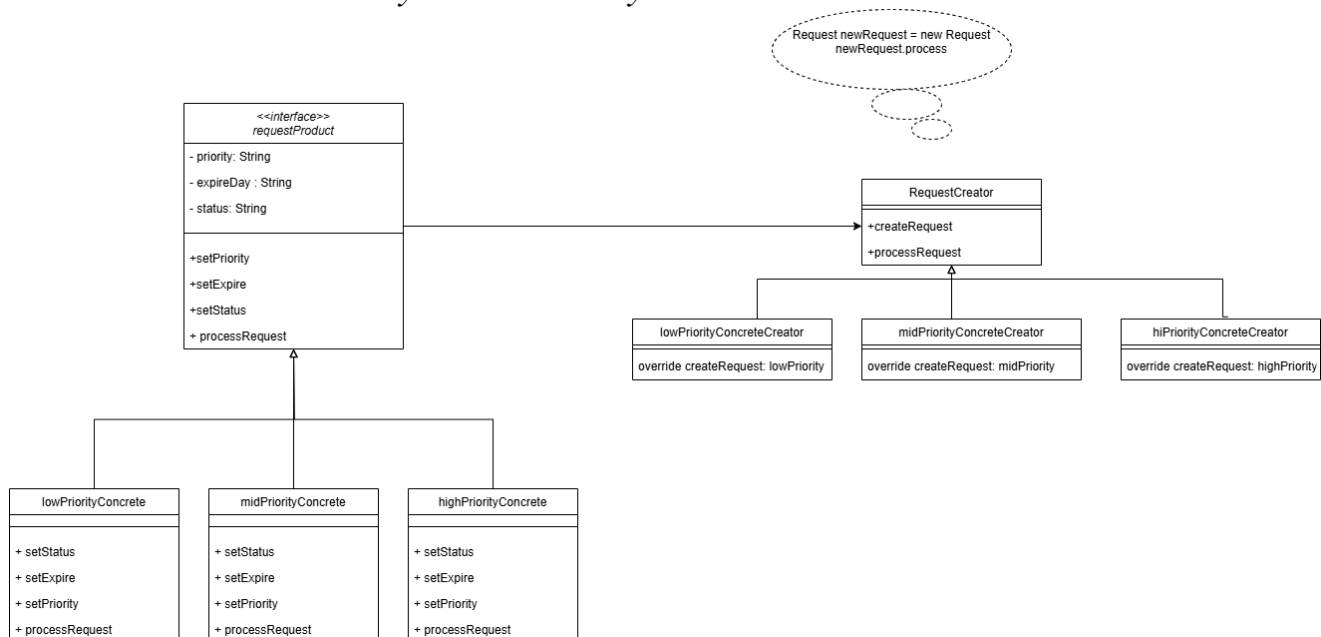 Request newRequest = new Request
newRequest.process
<<interface>>
requestProduct
- priority: String
- expireDay : String
- status: String
+setPriority
+setExpire
+setStatus
+ processRequest
RequestCreator
+createRequest
+processRequest
lowPriorityConcreteCreator
override createRequest: lowPriority
midPriorityConcreteCreator
override createRequest: midPriority
hiPriorityConcreteCreator
override createRequest: highPriority
lowPriorityConcrete
+ setStatus
+ setExpire
+ setPriority
+ processRequest
midPriorityConcrete
+ setStatus
+ setExpire
+ setPriority
+ processRequest
highPriorityConcrete
+ setStatus
+ setExpire
+ setPriority
+ processRequest